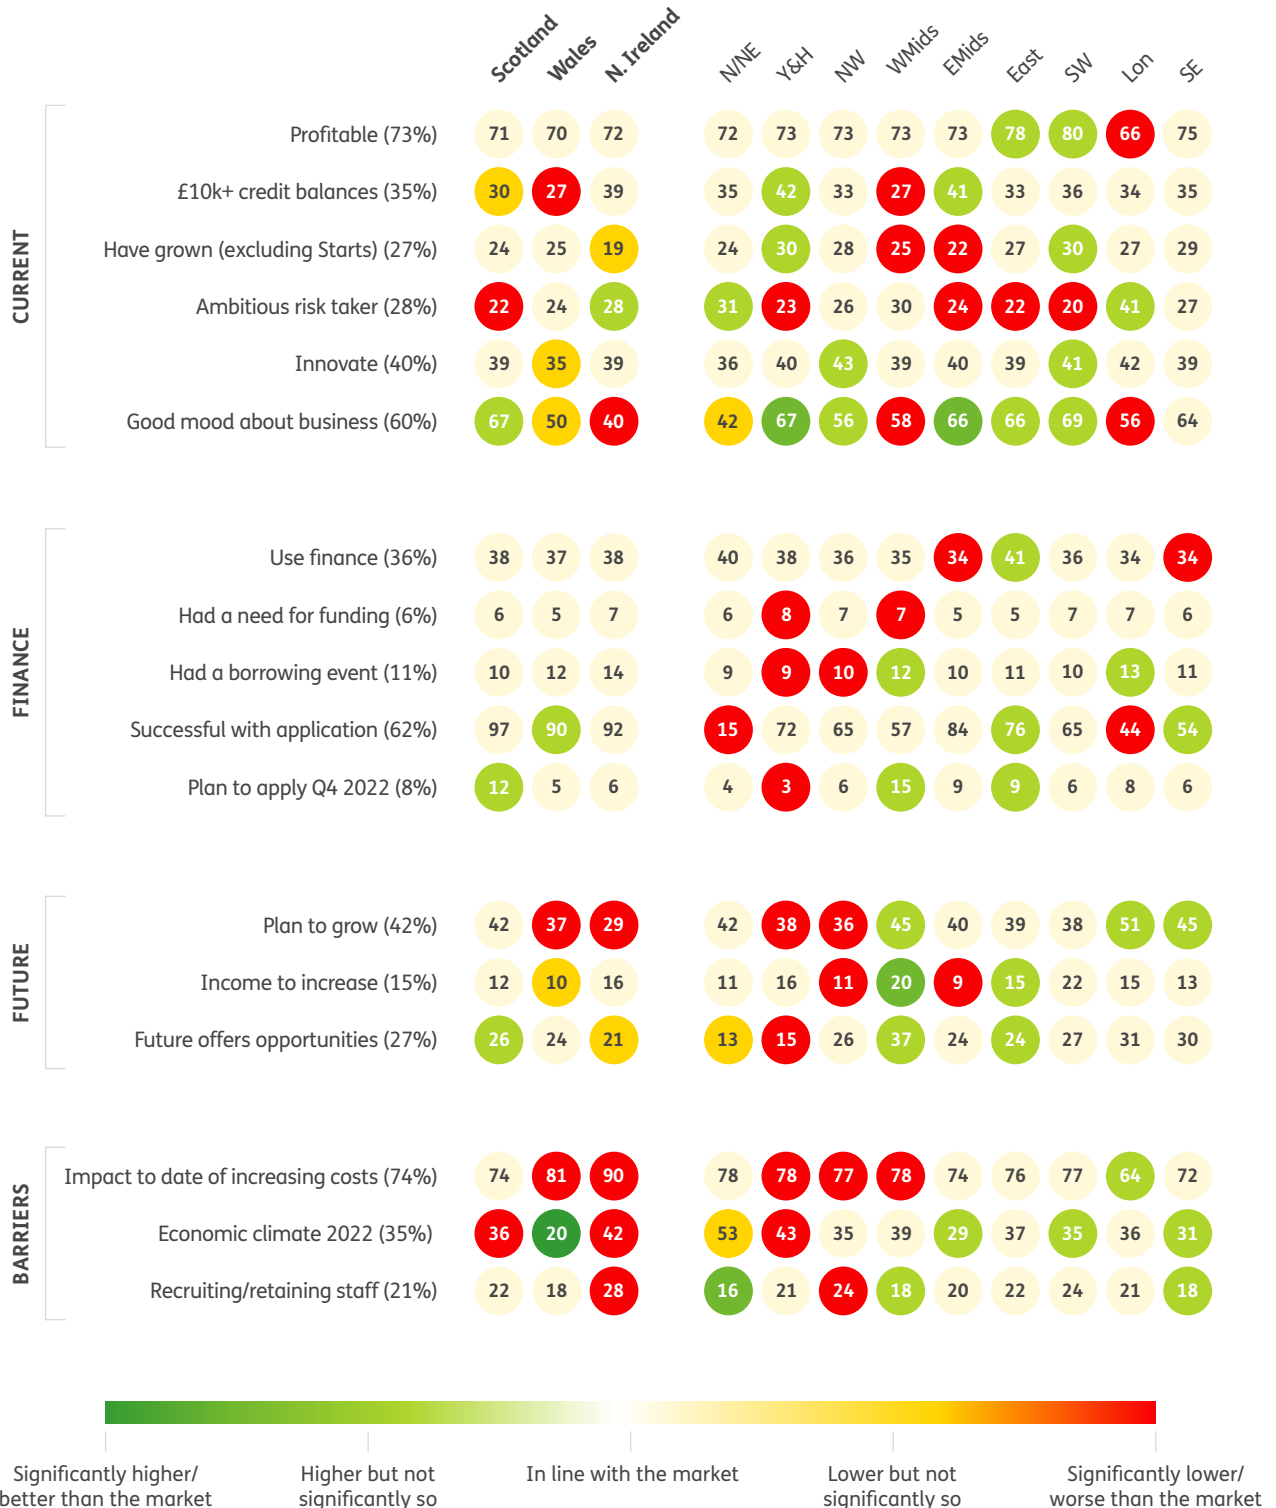 Scotland Wales N. Ireland N/NE Y&H NW WMids EMids East SW Lon SE
CURRENT
Profitable (73%) 71 70 72 72 73 73 73 73 78 80 66 75
£10k+ credit balances (35%) 30 27 39 35 42 33 27 41 33 36 34 35
Have grown (excluding Starts) (27%) 24 25 19 24 30 28 25 22 27 30 27 29
Ambitious risk taker (28%) 22 24 28 31 23 26 30 24 22 20 41 27
Innovate (40%) 39 35 39 36 40 43 39 40 39 41 42 39
Good mood about business (60%) 67 50 40 42 67 56 58 66 66 69 56 64
FINANCE
Use finance (36%) 38 37 38 40 38 36 35 34 41 36 34 34
Had a need for funding (6%) 6 5 7 6 8 7 7 5 5 7 7 6
Had a borrowing event (11%) 10 12 14 9 9 10 12 10 11 10 13 11
Successful with application (62%) 97 90 92 15 72 65 57 84 76 65 44 54
Plan to apply Q4 2022 (8%) 12 5 6 4 3 6 15 9 9 6 8 6
FUTURE
Plan to grow (42%) 42 37 29 42 38 36 45 40 39 38 51 45
Income to increase (15%) 12 10 16 11 16 11 20 9 15 22 15 13
Future offers opportunities (27%) 26 24 21 13 15 26 37 24 24 27 31 30
BARRIERS
Impact to date of increasing costs (74%) 74 81 90 78 78 77 78 74 76 77 64 72
Economic climate 2022 (35%) 36 20 42 53 43 35 39 29 37 35 36 31
Recruiting/retaining staff (21%) 22 18 28 16 21 24 18 20 22 24 21 18
Significantly higher/
better than the market
Higher but not
significantly so
In line with the market
Lower but not
significantly so
Significantly lower/
worse than the market